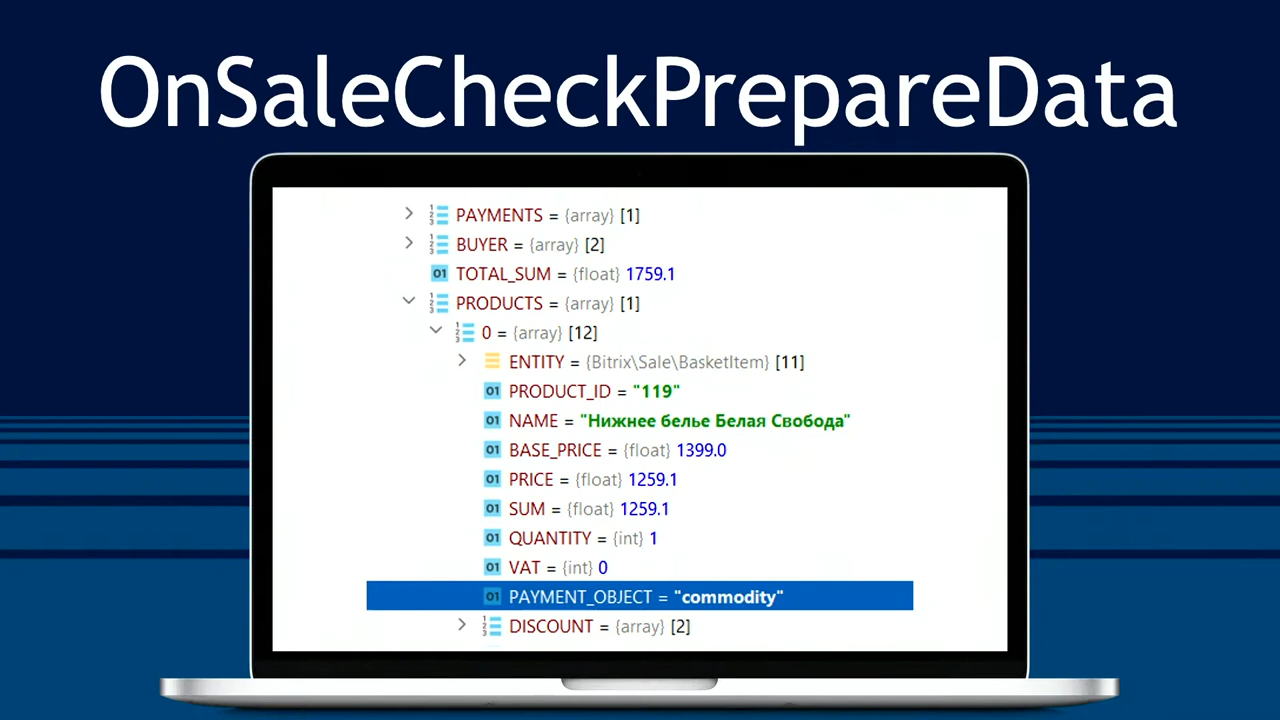 OnSaleCheckPrepareData
PAYMENTS = {array} [1]
BUYER = {array} [2]
TOTAL_SUM = {float} 1759.1
PRODUCTS = {array} [1]
0 = {array} [12]
ENTITY = {Bitrix\Sale\BasketItem} [11]
PRODUCT_ID = "119"
NAME = "Нижнее белье Белая Свобода"
BASE_PRICE = {float} 1399.0
PRICE = {float} 1259.1
SUM = {float} 1259.1
QUANTITY = {int} 1
VAT = {int} 0
PAYMENT_OBJECT = "commodity"
DISCOUNT = {array} [2]